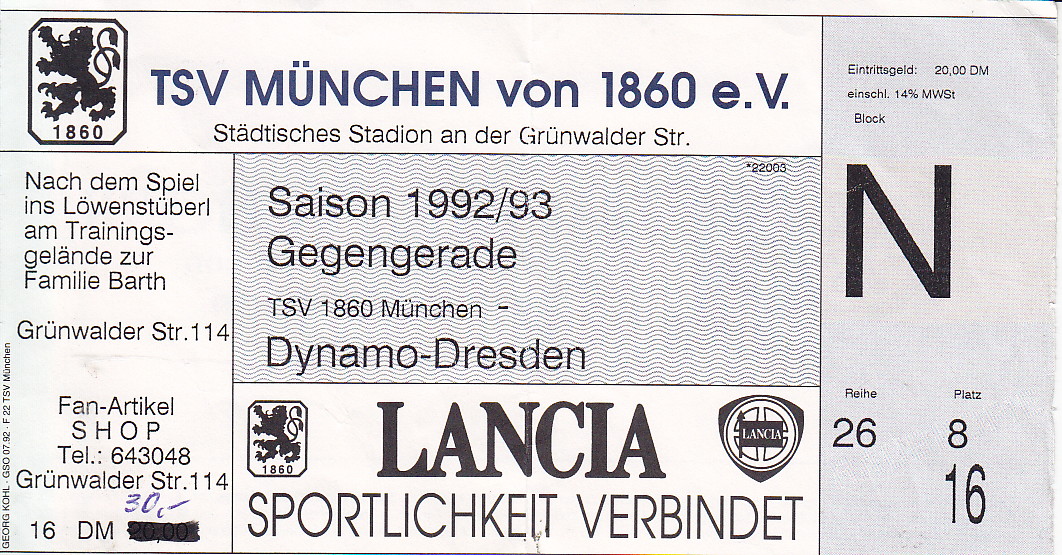 1860
TSV MÜNCHEN von 1860 e.V.
Städtisches Stadion an der Grünwalder Str.
Nach dem Spiel
ins Löwenstüberl
am Trainings-
gelände zur
Familie Barth
Grünwalder Str.114
Fan-Artikel
S H O P
Tel.: 643048
Grünwalder Str.114
30,-
16 DM 20,00
GEORG KOHL · GSO 07.92 · F 22 TSV München
*22003
Saison 1992/93
Gegengerade
TSV 1860 München -
Dynamo-Dresden
1860
LANCIA
LANCIA
SPORTLICHKEIT VERBINDET
Eintrittsgeld: 20,00 DM
einschl. 14% MWSt
Block
N
Reihe Platz
26 8
16